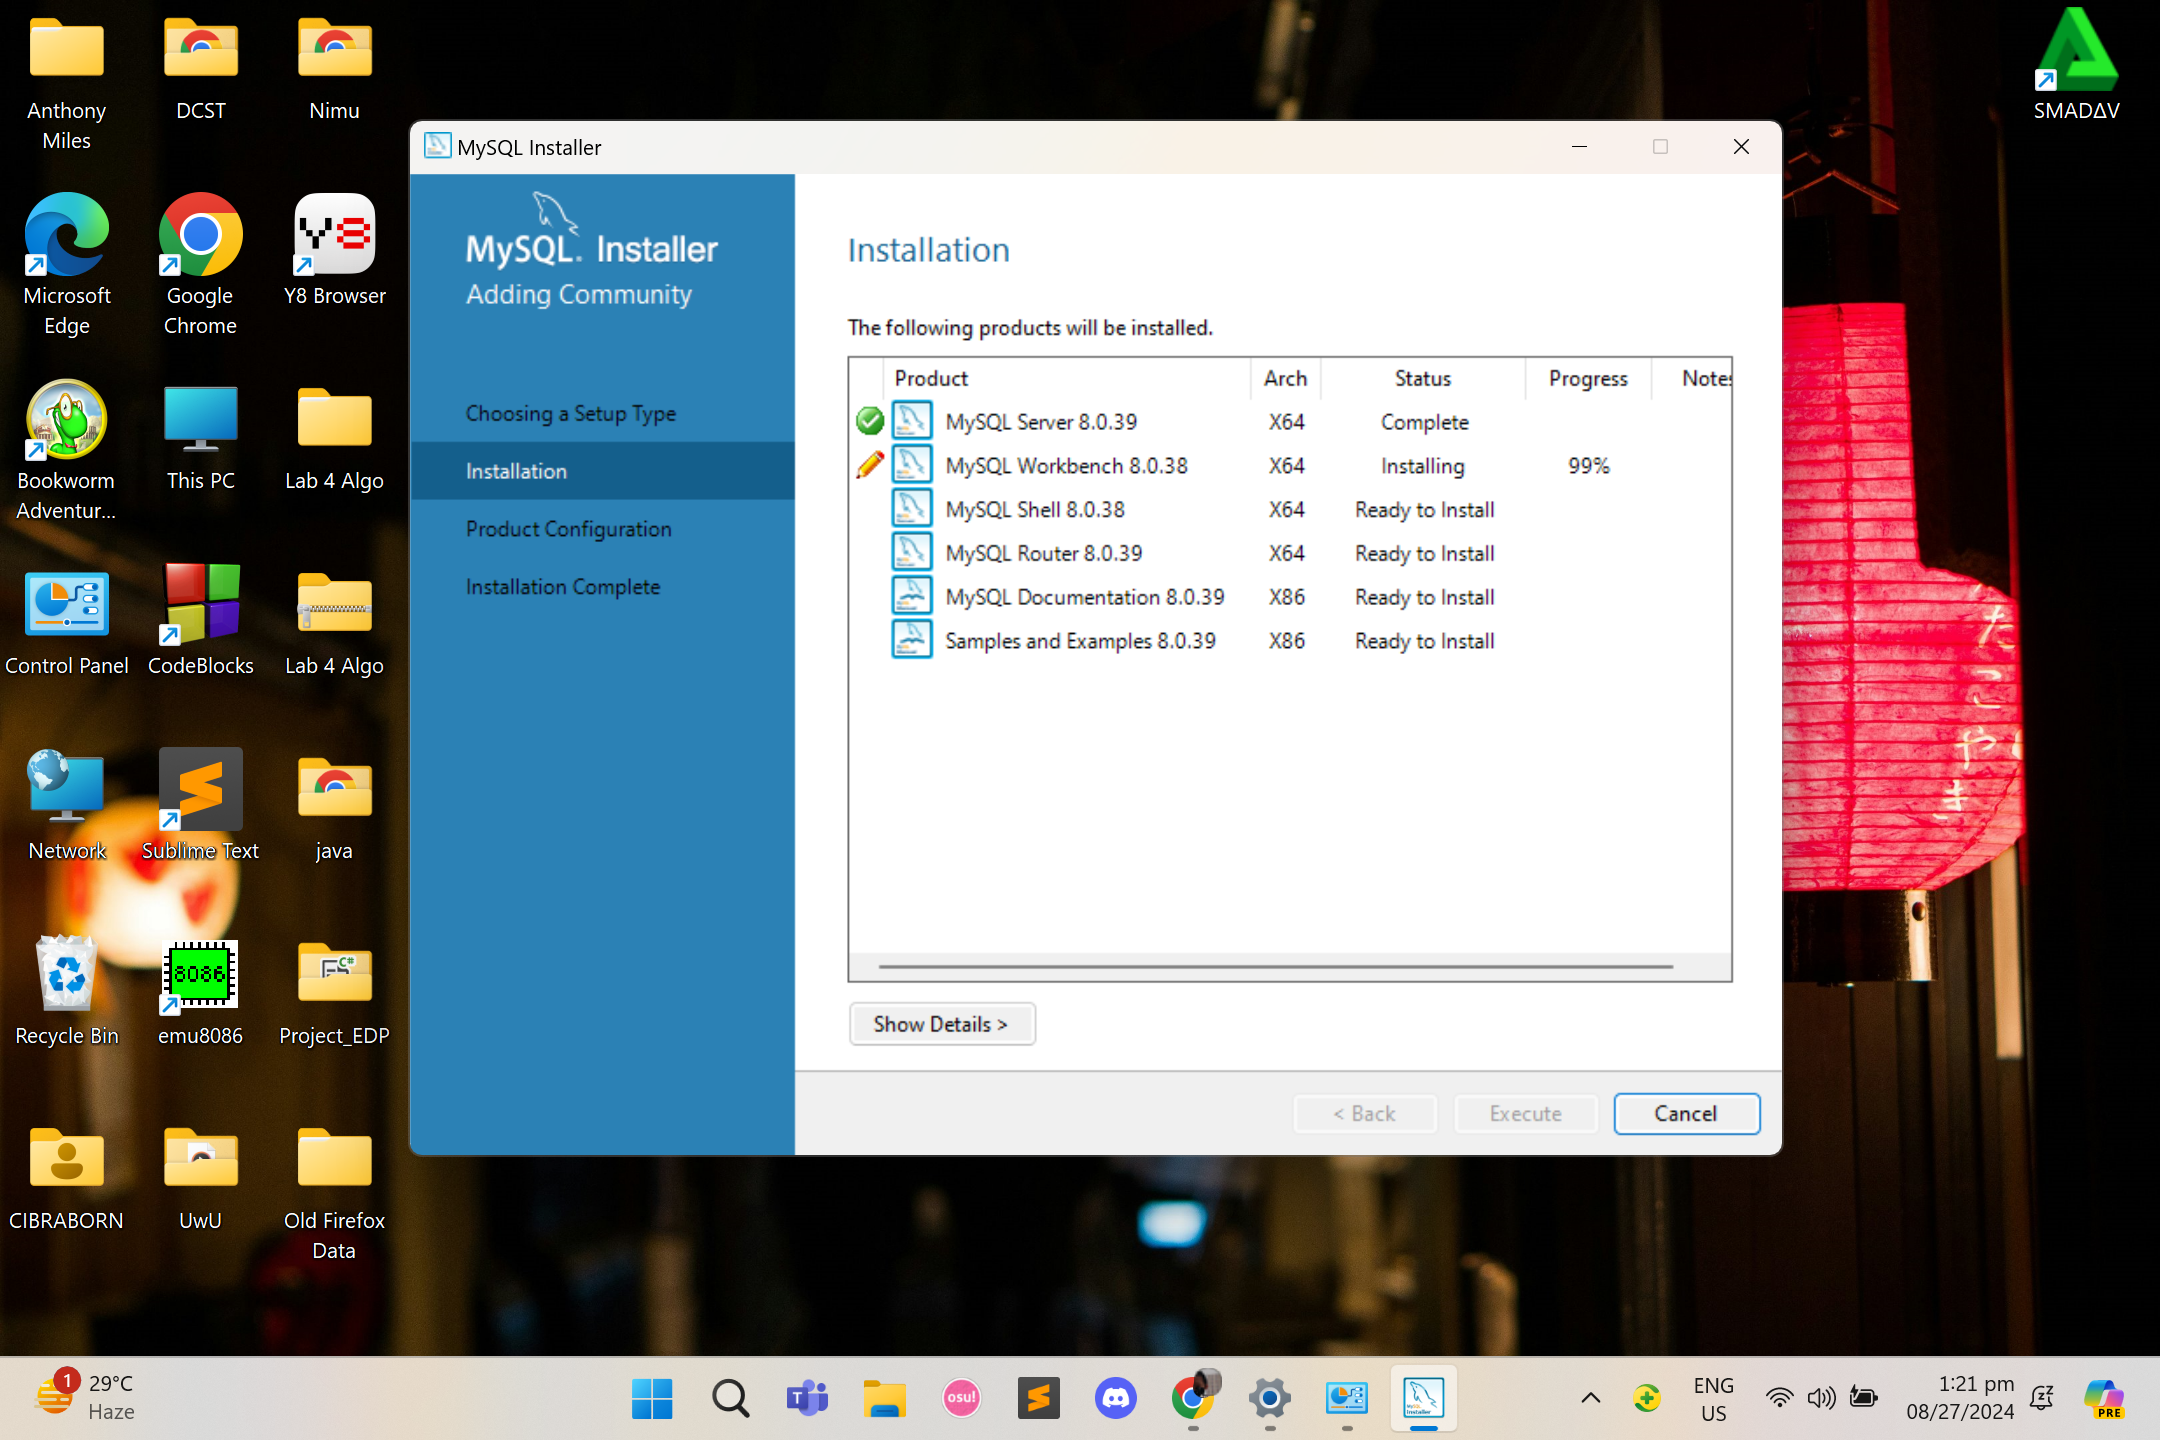 Anthony
Miles
DCST
Nimu
SMADΔV
Microsoft
Edge
Google
Chrome
Y8
Y8 Browser
Bookworm
Adventur...
This PC
Lab 4 Algo
Control Panel
CodeBlocks
Lab 4 Algo
Network
Sublime Text
java
Recycle Bin
8086
emu8086
C#
Project_EDP
CIBRABORN
UwU
Old Firefox
Data
MySQL Installer
MySQL. Installer
Adding Community
Choosing a Setup Type
Installation
Product Configuration
Installation Complete
Installation
The following products will be installed.
Product Arch Status Progress Notes
MySQL Server 8.0.39 X64 Complete
MySQL Workbench 8.0.38 X64 Installing 99%
MySQL Shell 8.0.38 X64 Ready to Install
MySQL Router 8.0.39 X64 Ready to Install
MySQL Documentation 8.0.39 X86 Ready to Install
Samples and Examples 8.0.39 X86 Ready to Install
Show Details >
< Back Execute Cancel
1
29°C
Haze
T
osu!
ENG
US
1:21 pm
08/27/2024
PRE